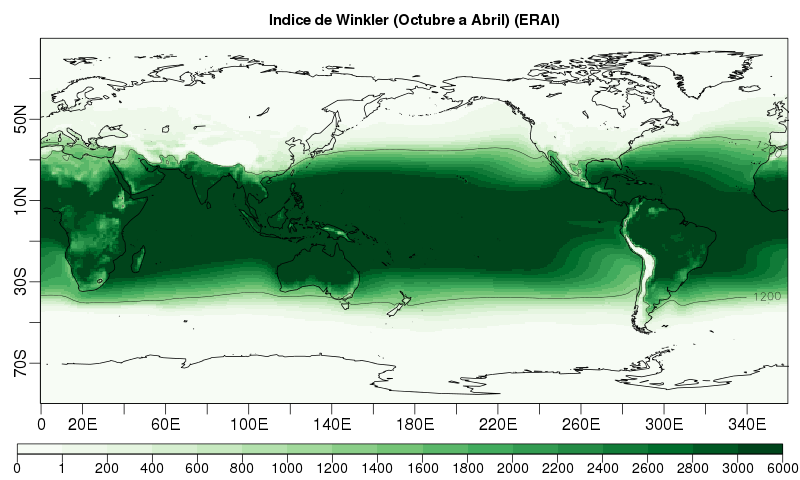 Indice de Winkler (Octubre a Abril) (ERAI)
50N
10N
30S
70S
1200
0 20E 60E 100E 140E 180E 220E 260E 300E 340E
0 1 200 400 600 800 1000 1200 1400 1600 1800 2000 2200 2400 2600 2800 3000 6000